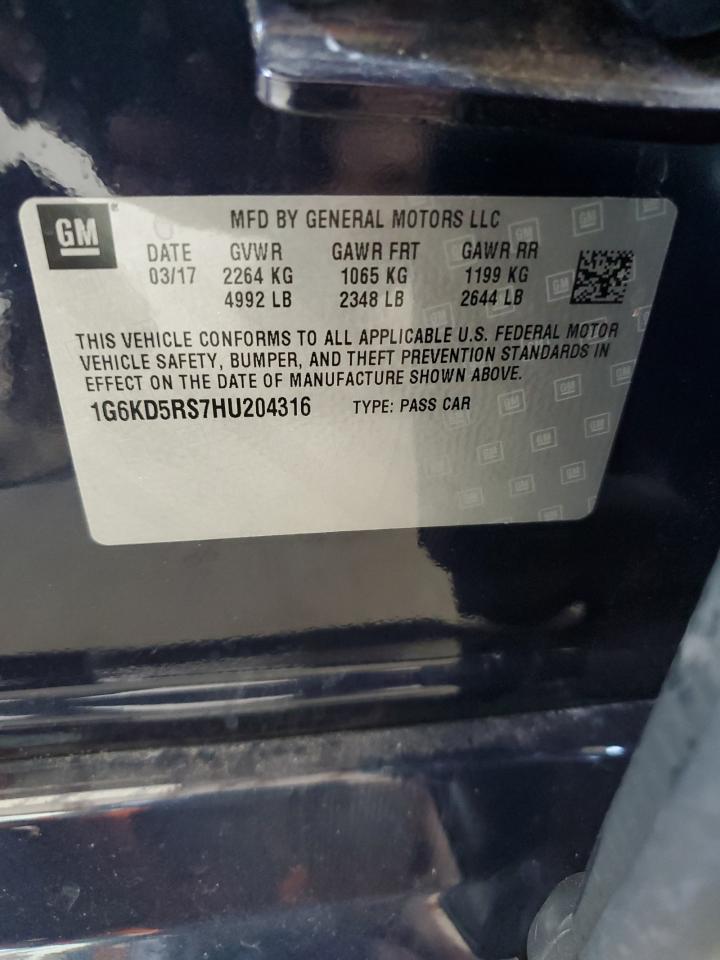 GM
MFD BY GENERAL MOTORS LLC
DATE GVWR GAWR FRT GAWR RR
03/17 2264 KG 1065 KG 1199 KG
4992 LB 2348 LB 2644 LB
THIS VEHICLE CONFORMS TO ALL APPLICABLE U.S. FEDERAL MOTOR
VEHICLE SAFETY, BUMPER, AND THEFT PREVENTION STANDARDS IN
EFFECT ON THE DATE OF MANUFACTURE SHOWN ABOVE.
1G6KD5RS7HU204316 TYPE: PASS CAR